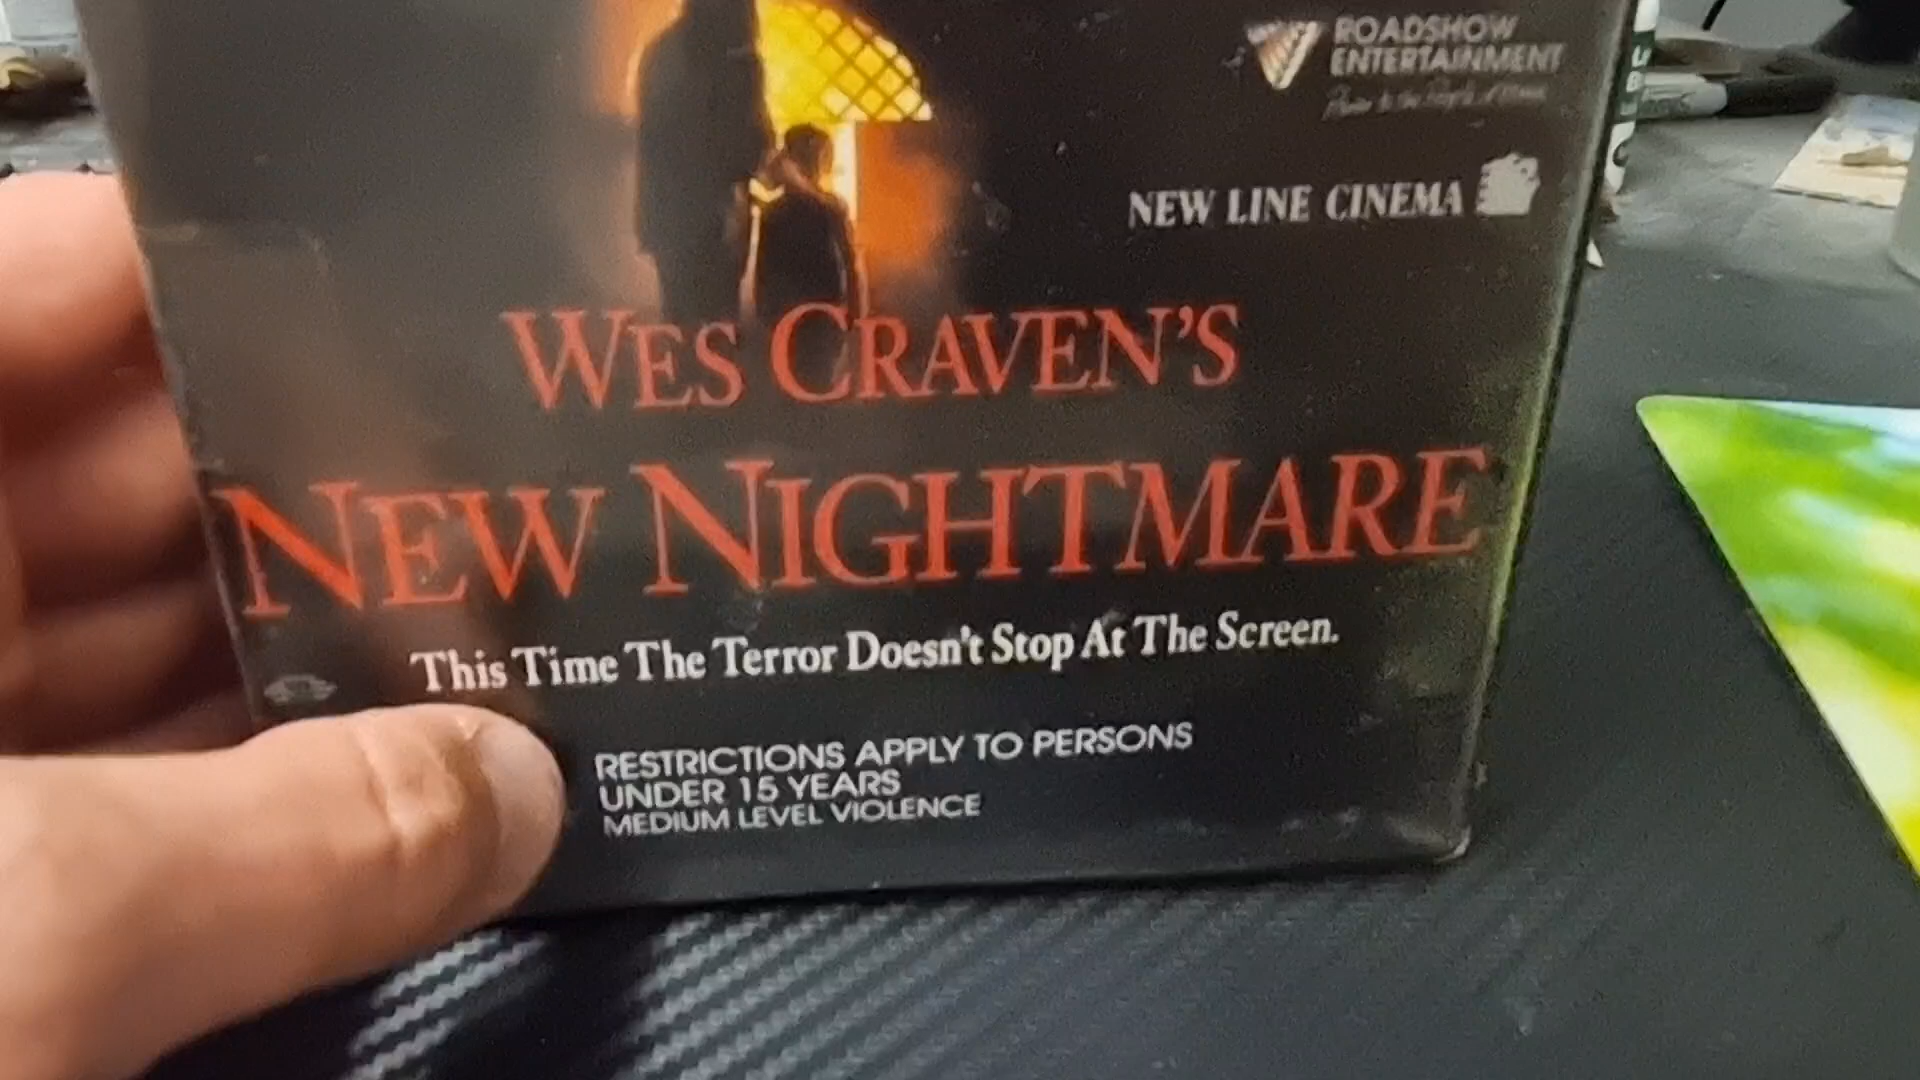 ROADSHOW
ENTERTAINMENT
NEW LINE CINEMA
WES CRAVEN'S
NEW NIGHTMARE
This Time The Terror Doesn't Stop At The Screen.
RESTRICTIONS APPLY TO PERSONS
UNDER 15 YEARS
MEDIUM LEVEL VIOLENCE